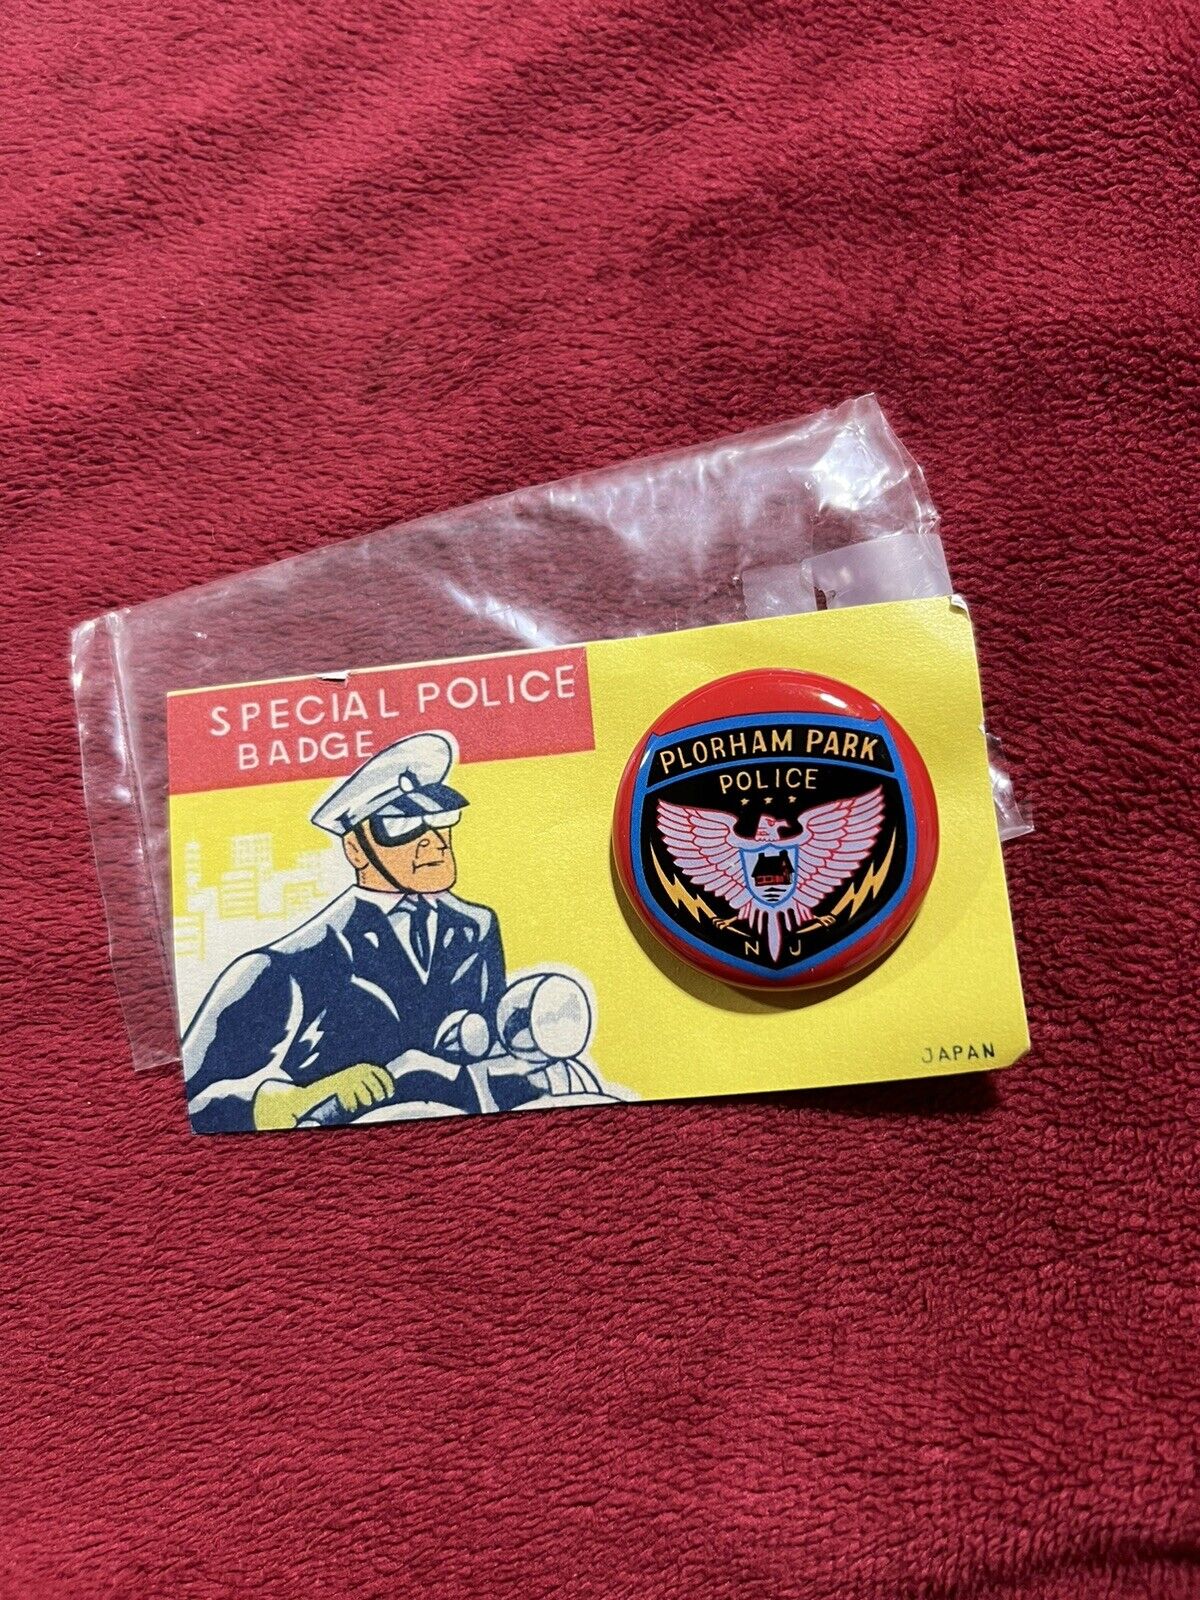 SPECIAL POLICE
BADGE
PLORHAM PARK
POLICE
N J
JAPAN